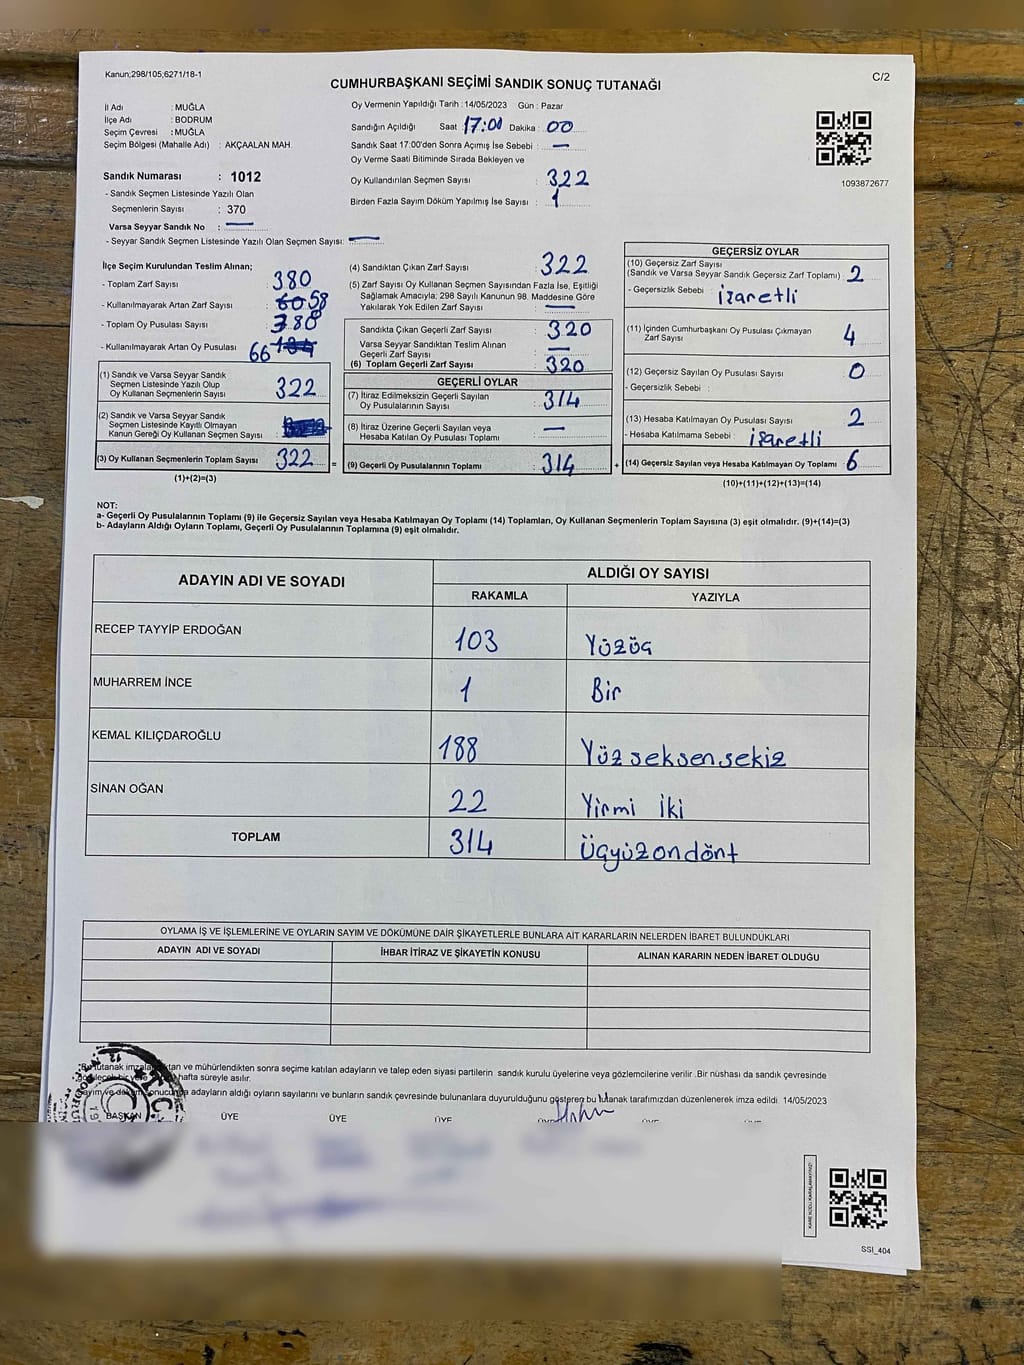 Kanun;298/105;6271/18-1
C/2
CUMHURBAŞKANI SEÇİMİ SANDIK SONUÇ TUTANAĞI
İl Adı : MUĞLA
İlçe Adı : BODRUM
Seçim Çevresi : MUĞLA
Seçim Bölgesi (Mahalle Adı) : AKÇAALAN MAH.
Sandık Numarası : 1012
- Sandık Seçmen Listesinde Yazılı Olan
Seçmenlerin Sayısı : 370
Varsa Seyyar Sandık No : —
- Seyyar Sandık Seçmen Listesinde Yazılı Olan Seçmen Sayısı: —
Oy Vermenin Yapıldığı Tarih : 14/05/2023 Gün : Pazar
Sandığın Açıldığı Saat 17:00 Dakika : 00
Sandık Saat 17:00'den Sonra Açımış İse Sebebi : —
Oy Verme Saati Bitiminde Sırada Bekleyen ve
Oy Kullandırılan Seçmen Sayısı : 322
Birden Fazla Sayım Döküm Yapılmış İse Sayısı : 1
1093872677
İlçe Seçim Kurulundan Teslim Alınan;
- Toplam Zarf Sayısı : 380
- Kullanılmayarak Artan Zarf Sayısı : 60 58
- Toplam Oy Pusulası Sayısı : 380
- Kullanılmayarak Artan Oy Pusulası 66
(1) Sandık ve Varsa Seyyar Sandık
Seçmen Listesinde Yazılı Olup
Oy Kullanan Seçmenlerin Sayısı : 322
(2) Sandık ve Varsa Seyyar Sandık
Seçmen Listesinde Kayıtlı Olmayan
Kanun Gereği Oy Kullanan Seçmen Sayısı :
(3) Oy Kullanan Seçmenlerin Toplam Sayısı : 322
(1)+(2)=(3)
=
(4) Sandıktan Çıkan Zarf Sayısı : 322
(5) Zarf Sayısı Oy Kullanan Seçmen Sayısından Fazla İse, Eşitliği
Sağlamak Amacıyla; 298 Sayılı Kanunun 98. Maddesine Göre
Yakılarak Yok Edilen Zarf Sayısı : —
Sandıkta Çıkan Geçerli Zarf Sayısı : 320
Varsa Seyyar Sandıktan Teslim Alınan
Geçerli Zarf Sayısı : —
(6) Toplam Geçerli Zarf Sayısı : 320
GEÇERLİ OYLAR
(7) İtiraz Edilmeksizin Geçerli Sayılan
Oy Pusulalarının Sayısı : 314
(8) İtiraz Üzerine Geçerli Sayılan veya
Hesaba Katılan Oy Pusulası Toplamı : —
(9) Geçerli Oy Pusulalarının Toplamı : 314
+
GEÇERSİZ OYLAR
(10) Geçersiz Zarf Sayısı
(Sandık ve Varsa Seyyar Sandık Geçersiz Zarf Toplamı) : 2
- Geçersizlik Sebebi : işaretli
(11) İçinden Cumhurbaşkanı Oy Pusulası Çıkmayan
Zarf Sayısı : 4
(12) Geçersiz Sayılan Oy Pusulası Sayısı : 0
- Geçersizlik Sebebi :
(13) Hesaba Katılmayan Oy Pusulası Sayısı : 2
- Hesaba Katılmama Sebebi : işaretli
(14) Geçersiz Sayılan veya Hesaba Katılmayan Oy Toplamı : 6
(10)+(11)+(12)+(13)=(14)
NOT:
a- Geçerli Oy Pusulalarının Toplamı (9) ile Geçersiz Sayılan veya Hesaba Katılmayan Oy Toplamı (14) Toplamları, Oy Kullanan Seçmenlerin Toplam Sayısına (3) eşit olmalıdır. (9)+(14)=(3)
b- Adayların Aldığı Oyların Toplamı, Geçerli Oy Pusulalarının Toplamına (9) eşit olmalıdır.
ADAYIN ADI VE SOYADI
ALDIĞI OY SAYISI
RAKAMLA YAZIYLA
RECEP TAYYİP ERDOĞAN 103 Yüzüç
MUHARREM İNCE 1 Bir
KEMAL KILIÇDAROĞLU 188 Yüz seksen sekiz
SİNAN OĞAN 22 Yirmi iki
TOPLAM 314 Üçyüzondört
OYLAMA İŞ VE İŞLEMLERİNE VE OYLARIN SAYIM VE DÖKÜMÜNE DAİR ŞİKAYETLERLE BUNLARA AİT KARARLARIN NELERDEN İBARET BULUNDUKLARI
ADAYIN ADI VE SOYADI İHBAR İTİRAZ VE ŞİKAYETİN KONUSU ALINAN KARARIN NEDEN İBARET OLDUĞU
tutanak ve mühürlendikten sonra seçime katılan adayların ve talep eden siyasi partilerin sandık kurulu üyelerine veya gözlemcilerine verilir. Bir nüshası da sandık çevresinde
hafta süreyle asılır.
adayların aldığı oyların sayılarını ve bunların sandık çevresinde bulunanlara duyurulduğunu gösteren bu tutanak tarafımızdan düzenlenerek imza edildi. 14/05/2023
BAŞKAN ÜYE ÜYE ÜYE
KARE KODU KARALAMAYINIZ!
SSİ_404